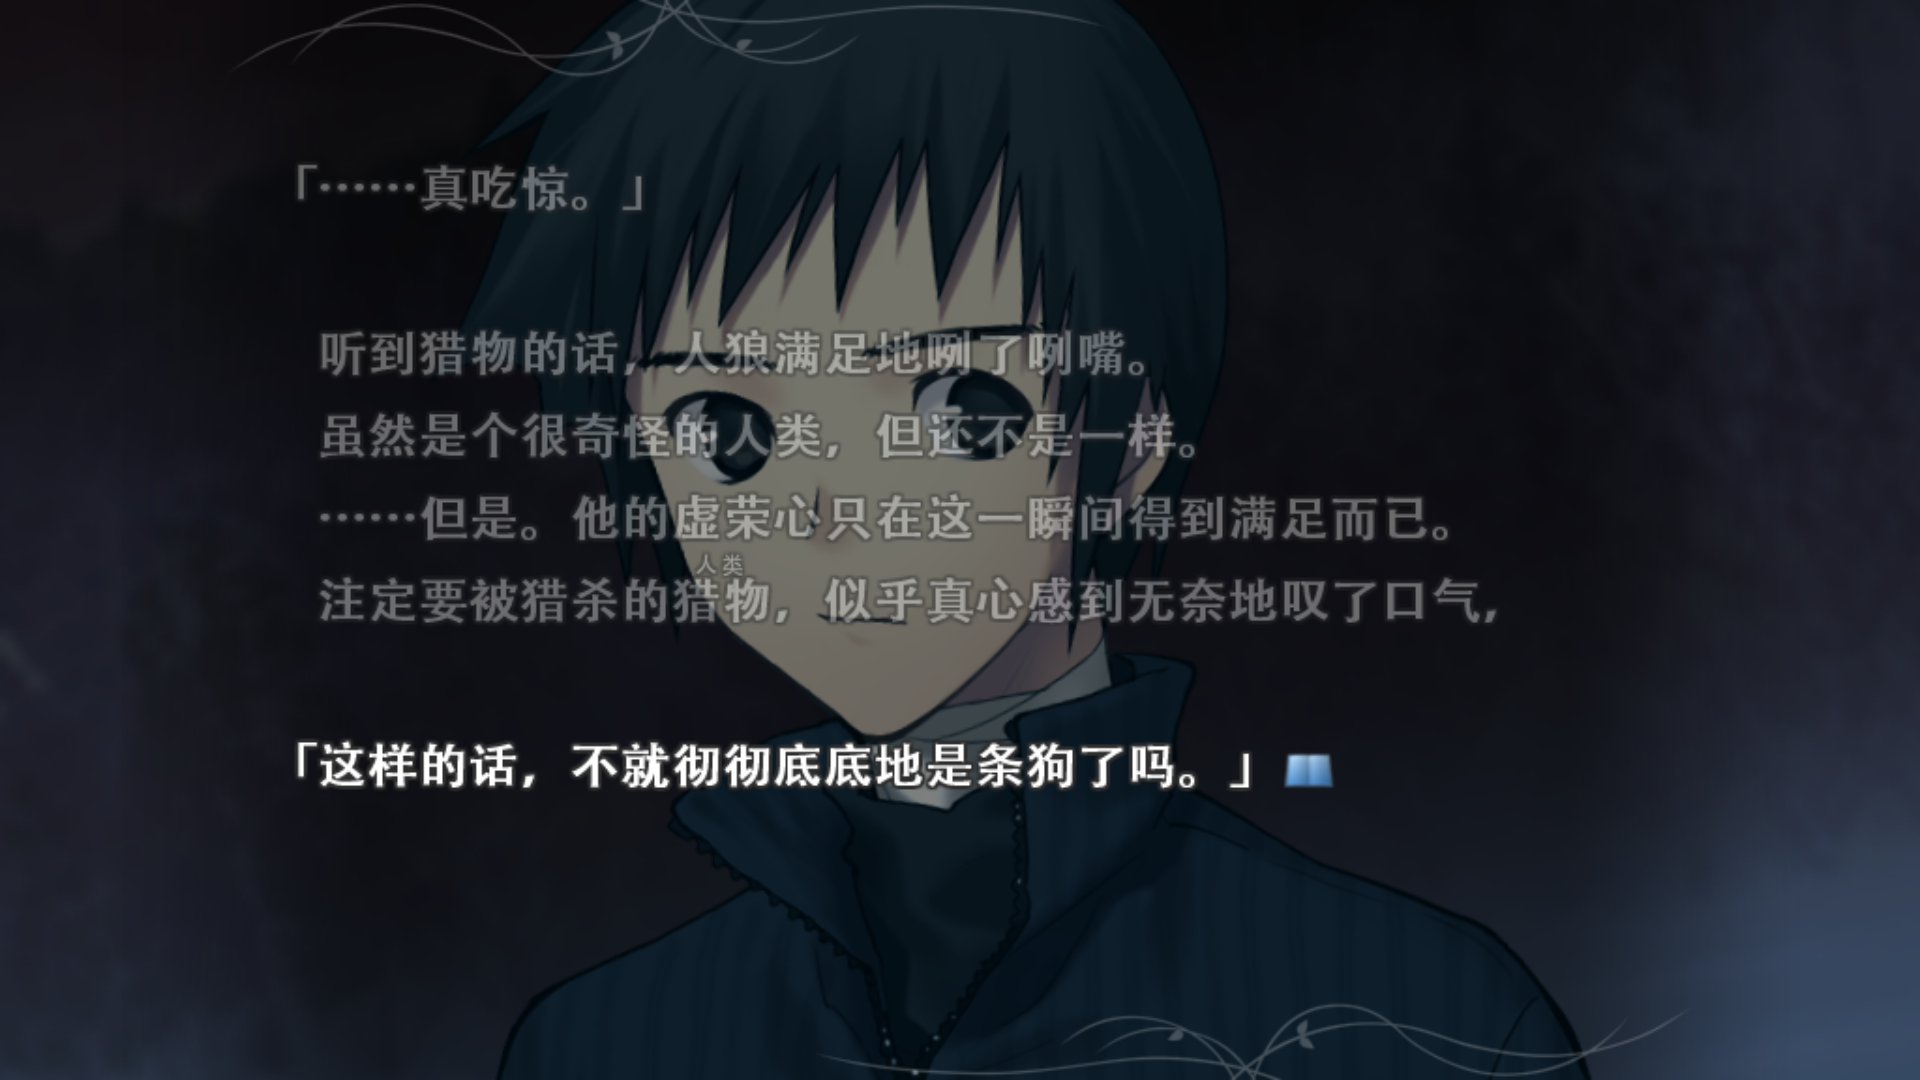 「……真吃惊。」
听到猎物的话，人狼满足地咧了咧嘴。
虽然是个很奇怪的人类，但还不是一样。
……但是。他的虚荣心只在这一瞬间得到满足而已。
人类
注定要被猎杀的猎物，似乎真心感到无奈地叹了口气，
「这样的话，不就彻彻底底地是条狗了吗。」